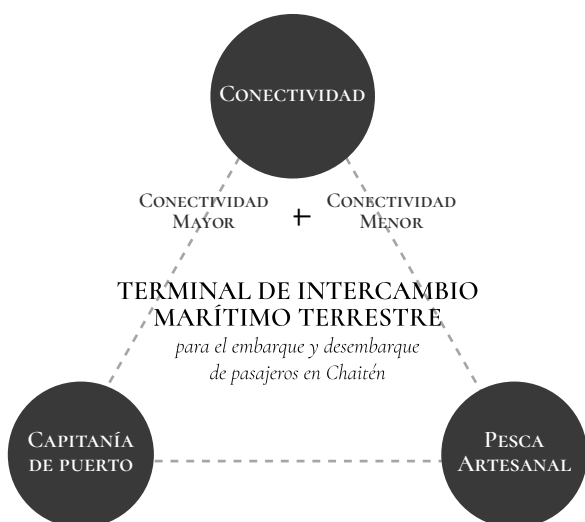 Conectividad
Conectividad
Mayor
+
Conectividad
Menor
TERMINAL DE INTERCAMBIO
MARÍTIMO TERRESTRE
para el embarque y desembarque
de pasajeros en Chaitén
Capitanía
de puerto
Pesca
Artesanal